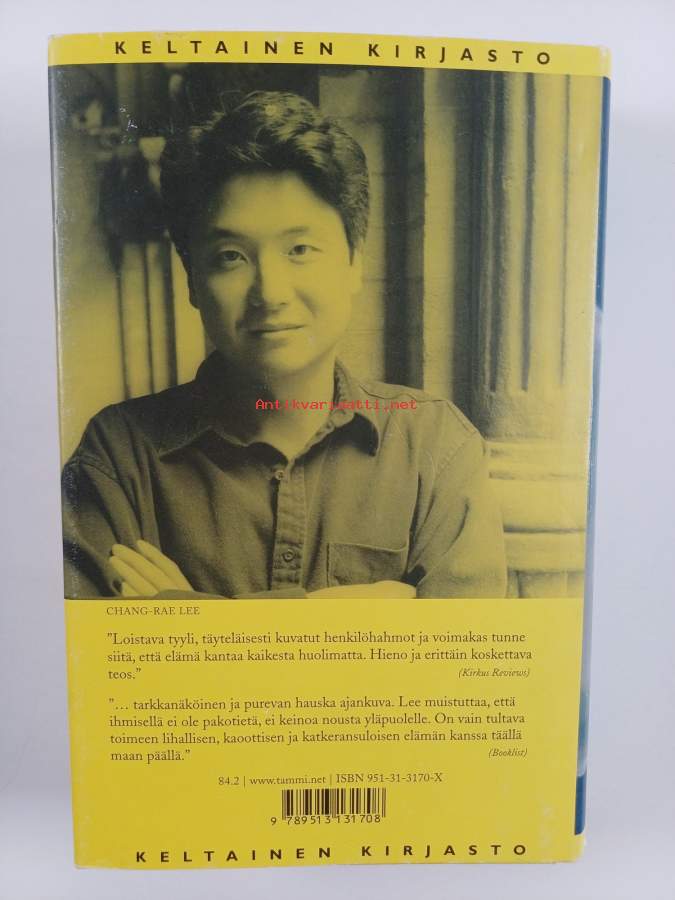 KELTAINEN KIRJASTO
Antikvariaatti.net
CHANG-RAE LEE
"Loistava tyyli, täyteläisesti kuvatut henkilöhahmot ja voimakas tunne
siitä, että elämä kantaa kaikesta huolimatta. Hieno ja erittäin koskettava
teos." (Kirkus Reviews)
"... tarkkanäköinen ja purevan hauska ajankuva. Lee muistuttaa, että
ihmisellä ei ole pakotietä, ei keinoa nousta yläpuolelle. On vain tultava
toimeen lihallisen, kaoottisen ja katkeransuloisen elämän kanssa täällä
maan päällä." (Booklist)
84.2 | www.tammi.net | ISBN 951-31-3170-X
9 789513 131708
KELTAINEN KIRJASTO